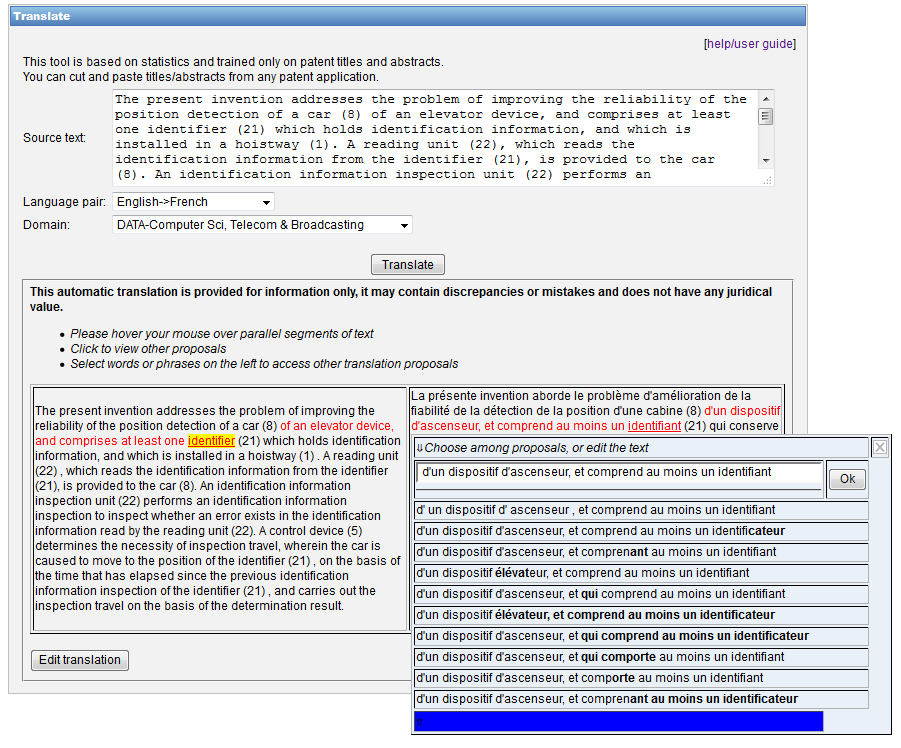 Translate
[help/user guide]
This tool is based on statistics and trained only on patent titles and abstracts.
You can cut and paste titles/abstracts from any patent application.
Source text:
The present invention addresses the problem of improving the reliability of the
position detection of a car (8) of an elevator device, and comprises at least
one identifier (21) which holds identification information, and which is
installed in a hoistway (1). A reading unit (22), which reads the
identification information from the identifier (21), is provided to the car
(8). An identification information inspection unit (22) performs an
Language pair: English->French
Domain: DATA-Computer Sci, Telecom & Broadcasting
Translate
This automatic translation is provided for information only, it may contain discrepancies or mistakes and does not have any juridical
value.
• Please hover your mouse over parallel segments of text
• Click to view other proposals
• Select words or phrases on the left to access other translation proposals
The present invention addresses the problem of improving the
reliability of the position detection of a car (8) of an elevator device,
and comprises at least one identifier (21) which holds identification
information, and which is installed in a hoistway (1) . A reading unit
(22) , which reads the identification information from the identifier
(21), is provided to the car (8). An identification information
inspection unit (22) performs an identification information
inspection to inspect whether an error exists in the identification
information read by the reading unit (22). A control device (5)
determines the necessity of inspection travel, wherein the car is
caused to move to the position of the identifier (21) , on the basis of
the time that has elapsed since the previous identification
information inspection of the identifier (21) , and carries out the
inspection travel on the basis of the determination result.
La présente invention aborde le problème d'amélioration de la
fiabilité de la détection de la position d'une cabine (8) d'un dispositif
d'ascenseur, et comprend au moins un identifiant (21) qui conserve
⇓Choose among proposals, or edit the text
d'un dispositif d'ascenseur, et comprend au moins un identifiant
Ok
d' un dispositif d' ascenseur , et comprend au moins un identifiant
d'un dispositif d'ascenseur, et comprend au moins un identificateur
d'un dispositif d'ascenseur, et comprenant au moins un identifiant
d'un dispositif élévateur, et comprend au moins un identifiant
d'un dispositif d'ascenseur, et qui comprend au moins un identifiant
d'un dispositif élévateur, et comprend au moins un identificateur
d'un dispositif d'ascenseur, et qui comprend au moins un identificateur
d'un dispositif d'ascenseur, et qui comporte au moins un identifiant
d'un dispositif d'ascenseur, et comporte au moins un identifiant
d'un dispositif d'ascenseur, et comprenant au moins un identificateur
Edit translation